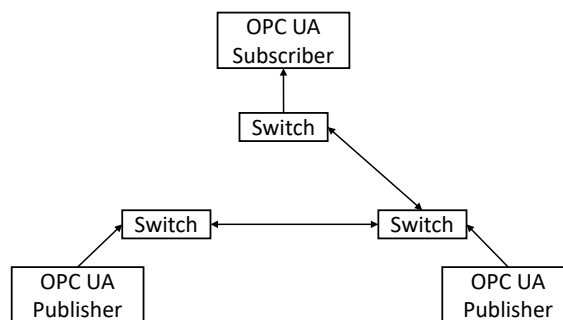 OPC UA
Subscriber
Switch
Switch
Switch
OPC UA
Publisher
OPC UA
Publisher